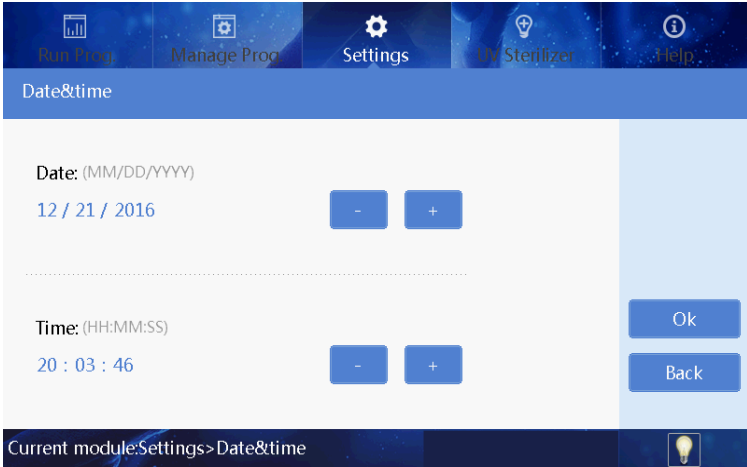 Run Prog Manage Prog Settings UV Sterilizer Help
Date&time
Date: (MM/DD/YYYY)
12 / 21 / 2016
- +
Time: (HH:MM:SS)
20 : 03 : 46
- +
Ok
Back
Current module:Settings>Date&time